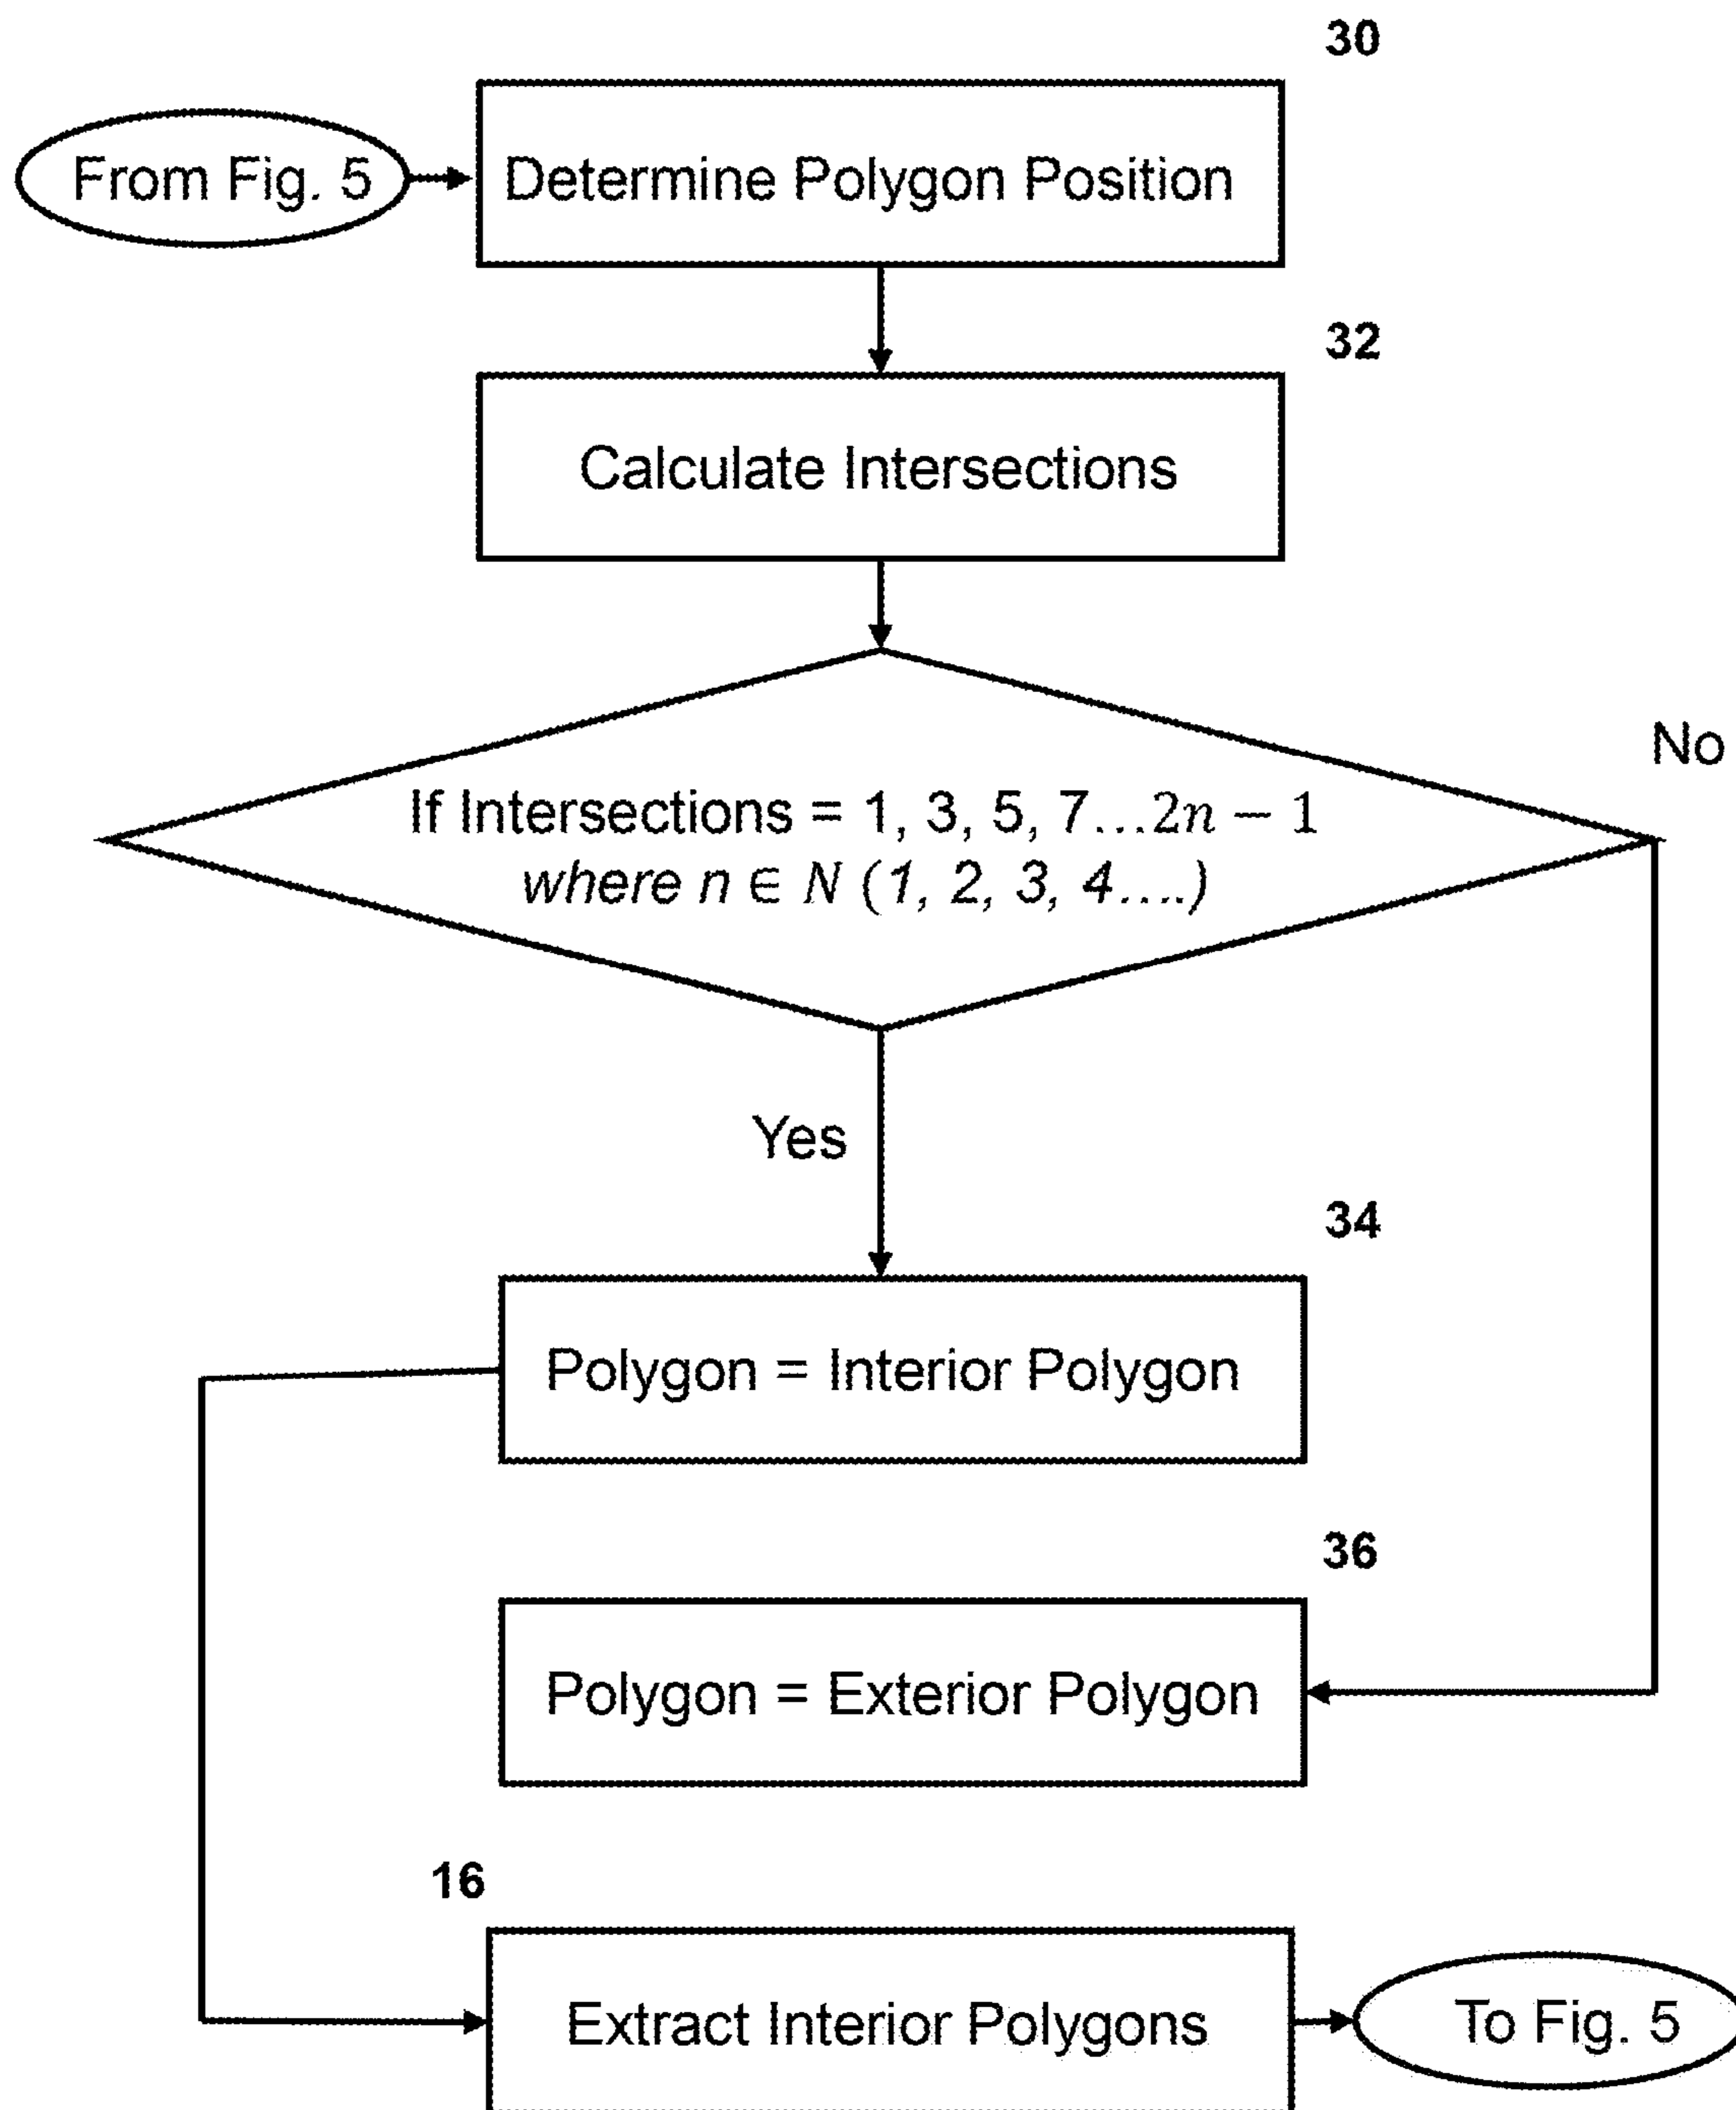 30
From Fig. 5
Determine Polygon Position
32
Calculate Intersections
No
If Intersections = 1, 3, 5, 7...2n − 1
where n ∈ N (1, 2, 3, 4....)
Yes
34
Polygon = Interior Polygon
36
Polygon = Exterior Polygon
16
Extract Interior Polygons
To Fig. 5